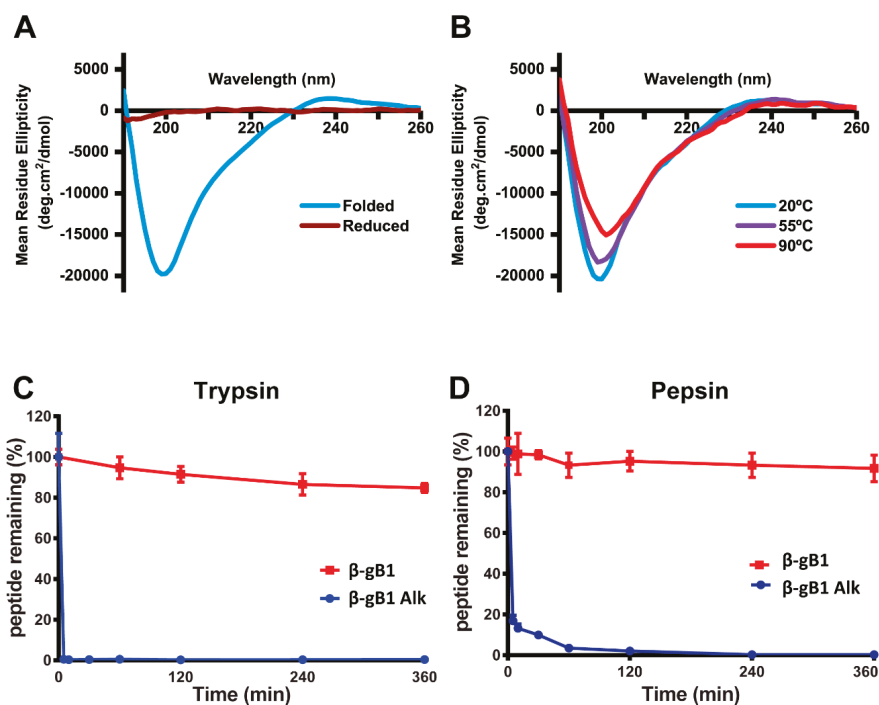 A
B
Wavelength (nm)
Wavelength (nm)
5000
0
-5000
-10000
-15000
-20000
200
220
240
260
Mean Residue Ellipticity
(deg.cm²/dmol)
Folded
Reduced
5000
0
-5000
-10000
-15000
-20000
200
220
240
260
Mean Residue Ellipticity
(deg.cm²/dmol)
20ºC
55ºC
90ºC
C
Trypsin
120
100
80
60
40
20
0
peptide remaining (%)
β-gB1
β-gB1 Alk
0
120
240
360
Time (min)
D
Pepsin
120
100
80
60
40
20
0
peptide remaining (%)
β-gB1
β-gB1 Alk
0
120
240
360
Time (min)